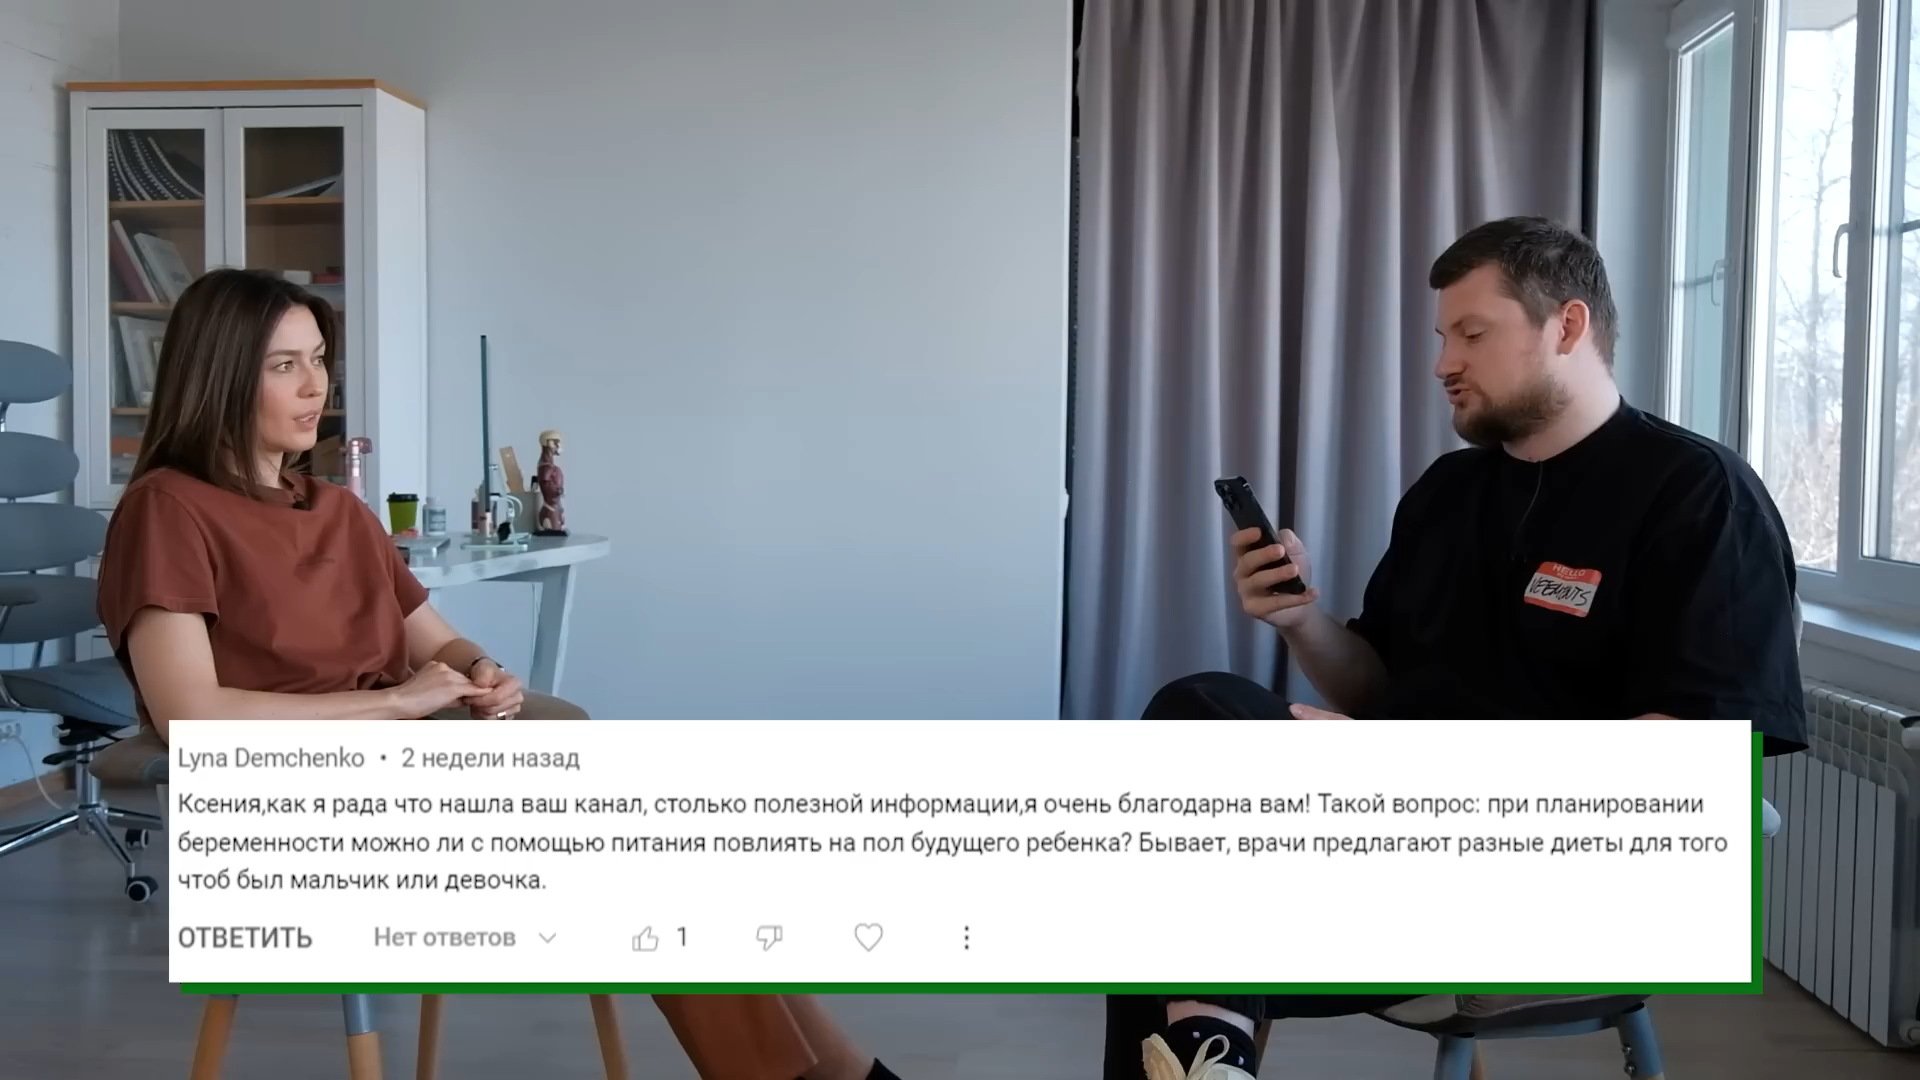 HELLO
VETEMENTS
Lyna Demchenko • 2 недели назад
Ксения,как я рада что нашла ваш канал, столько полезной информации,я очень благодарна вам! Такой вопрос: при планировании
беременности можно ли с помощью питания повлиять на пол будущего ребенка? Бывает, врачи предлагают разные диеты для того
чтоб был мальчик или девочка.
ОТВЕТИТЬ Нет ответов 1